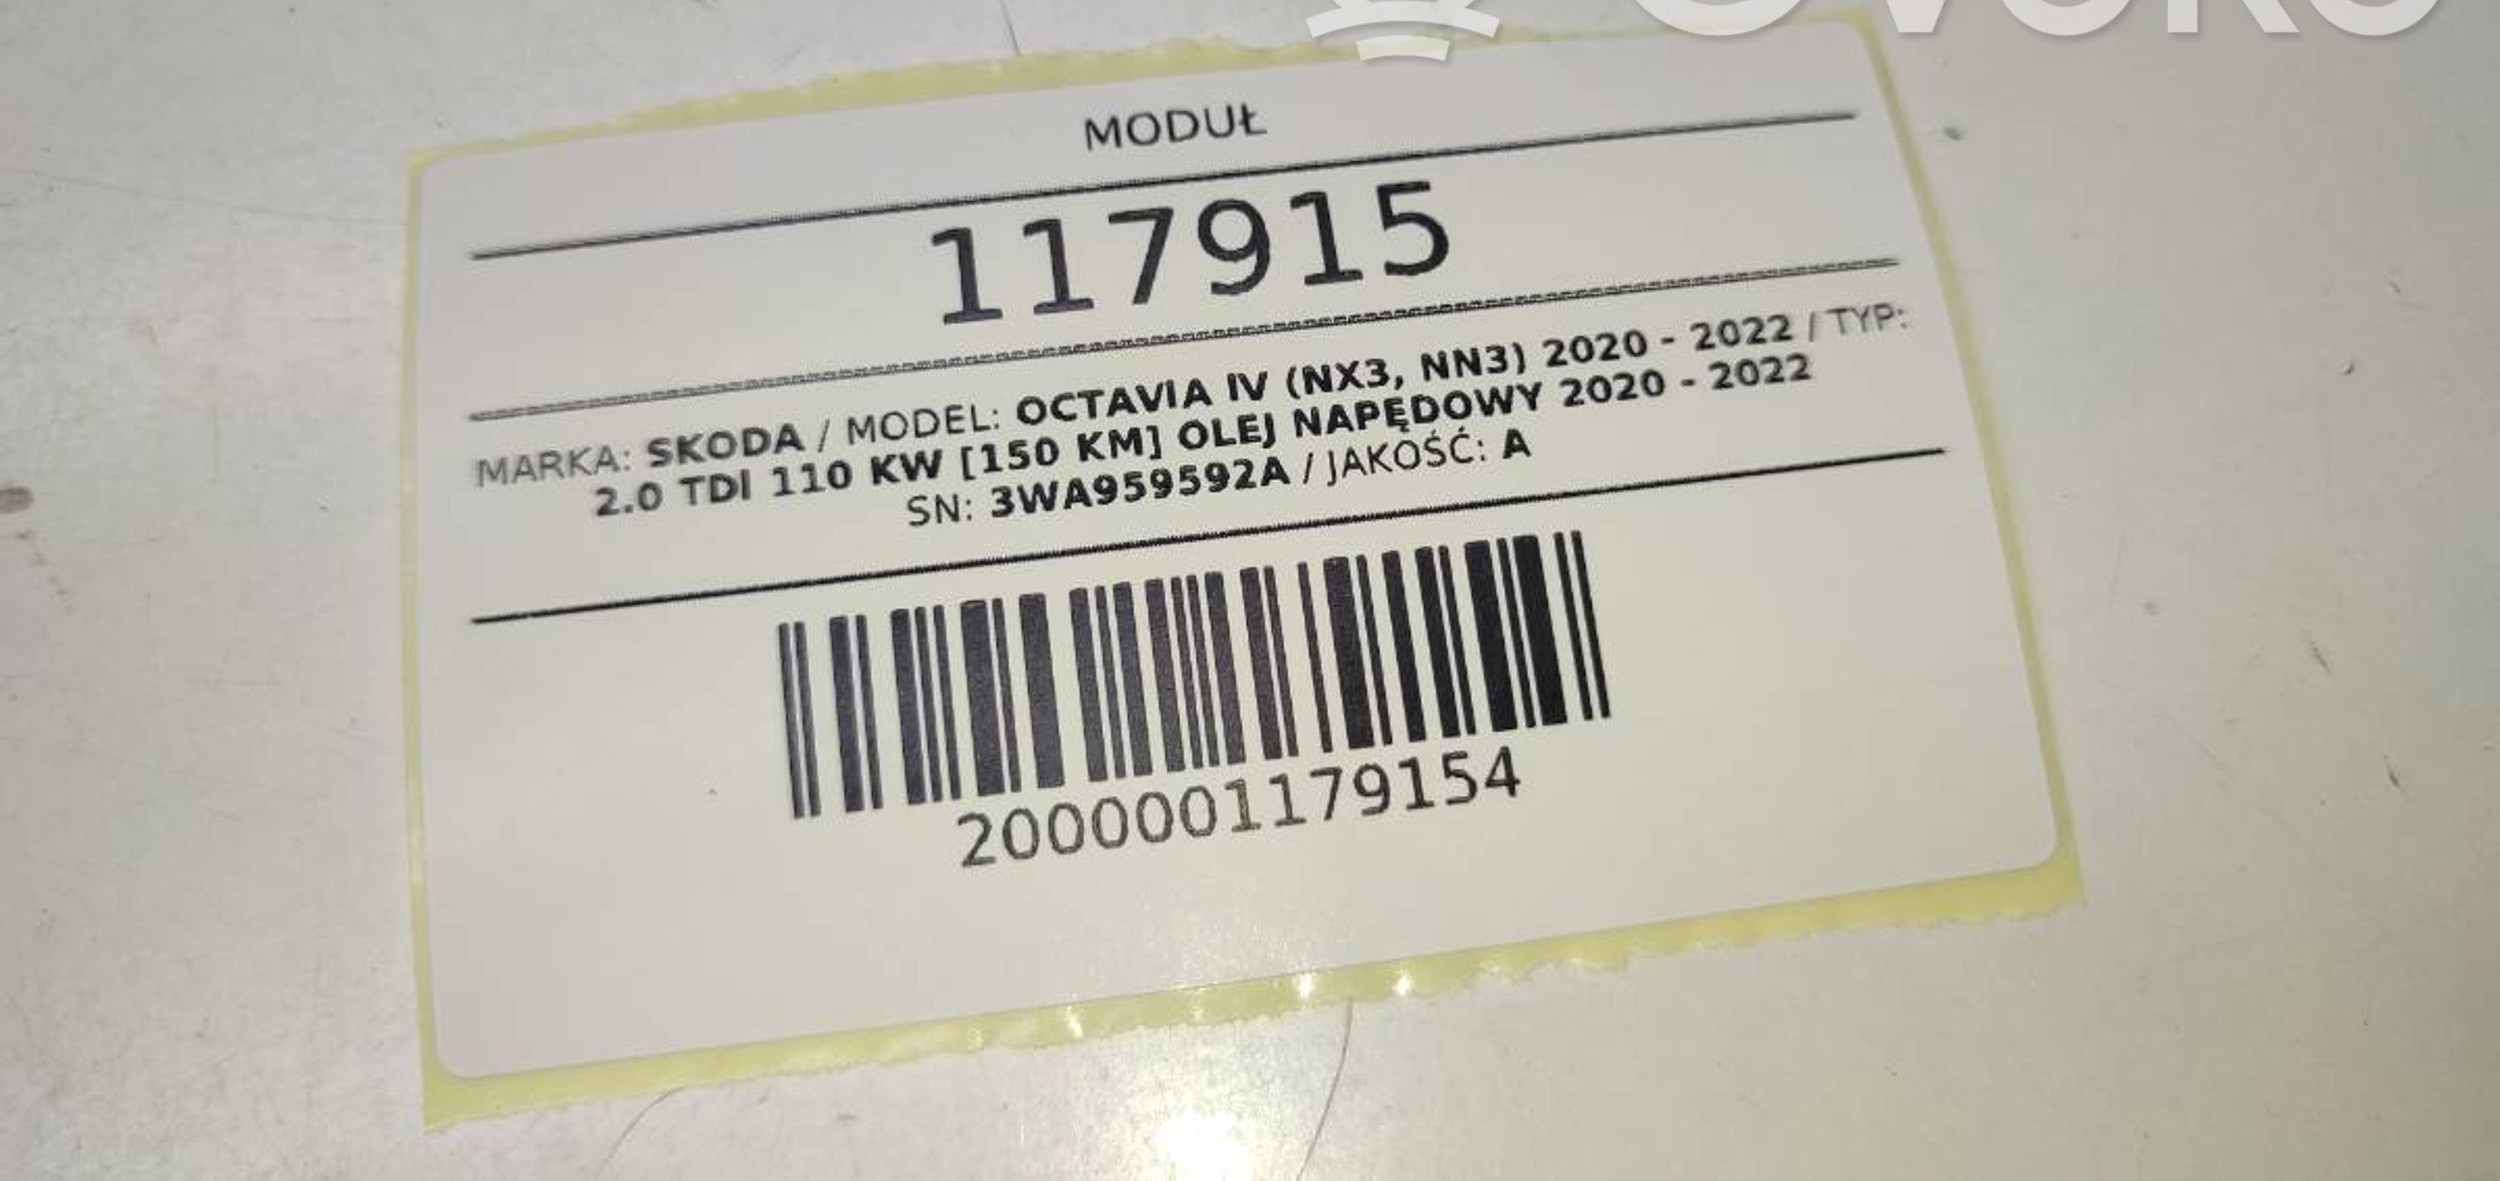 MODUŁ
117915
MARKA: SKODA / MODEL: OCTAVIA IV (NX3, NN3) 2020 - 2022 / TYP:
2.0 TDI 110 KW [150 KM] OLEJ NAPĘDOWY 2020 - 2022
SN: 3WA959592A / JAKOŚĆ: A
2000001179154